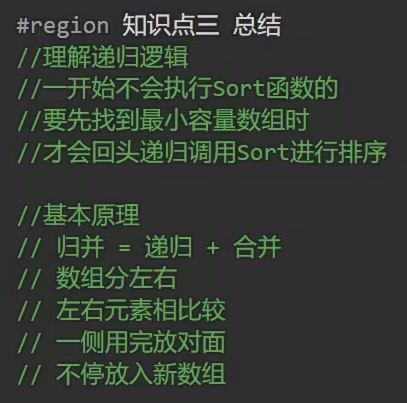 #region 知识点三 总结
//理解递归逻辑
//一开始不会执行Sort函数的
//要先找到最小容量数组时
//才会回头递归调用Sort进行排序
//基本原理
// 归并 = 递归 + 合并
// 数组分左右
// 左右元素相比较
// 一侧用完放对面
// 不停放入新数组